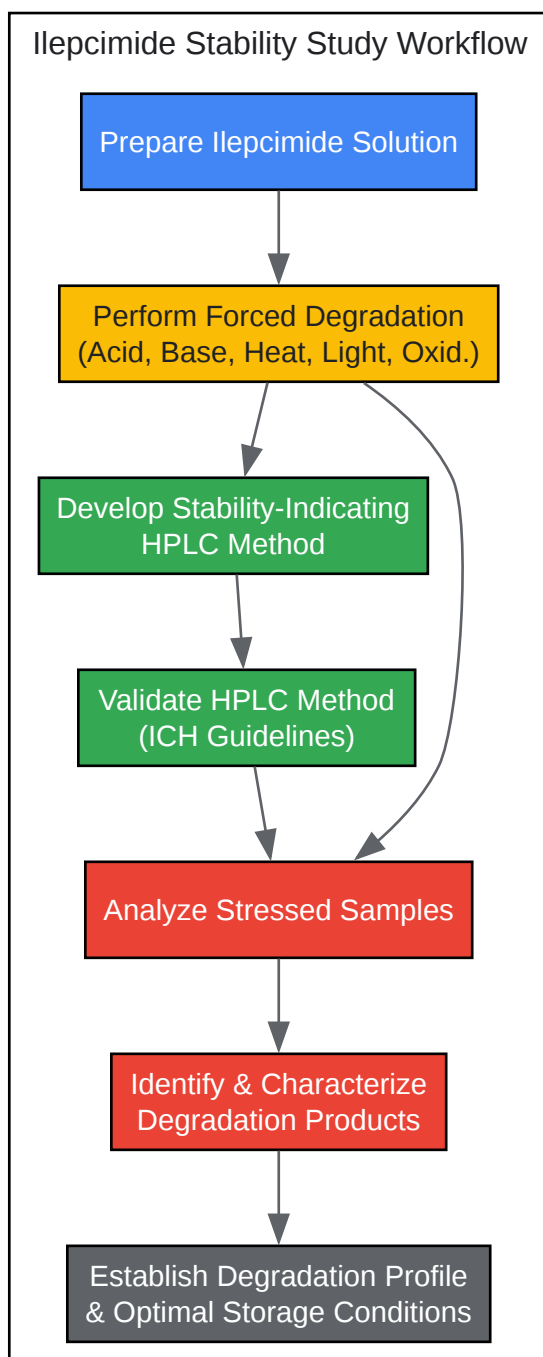 Ilepcimide Stability Study Workflow
Prepare Ilepcimide Solution
Perform Forced Degradation
(Acid, Base, Heat, Light, Oxid.)
Develop Stability-Indicating
HPLC Method
Validate HPLC Method
(ICH Guidelines)
Analyze Stressed Samples
Identify & Characterize
Degradation Products
Establish Degradation Profile
& Optimal Storage Conditions